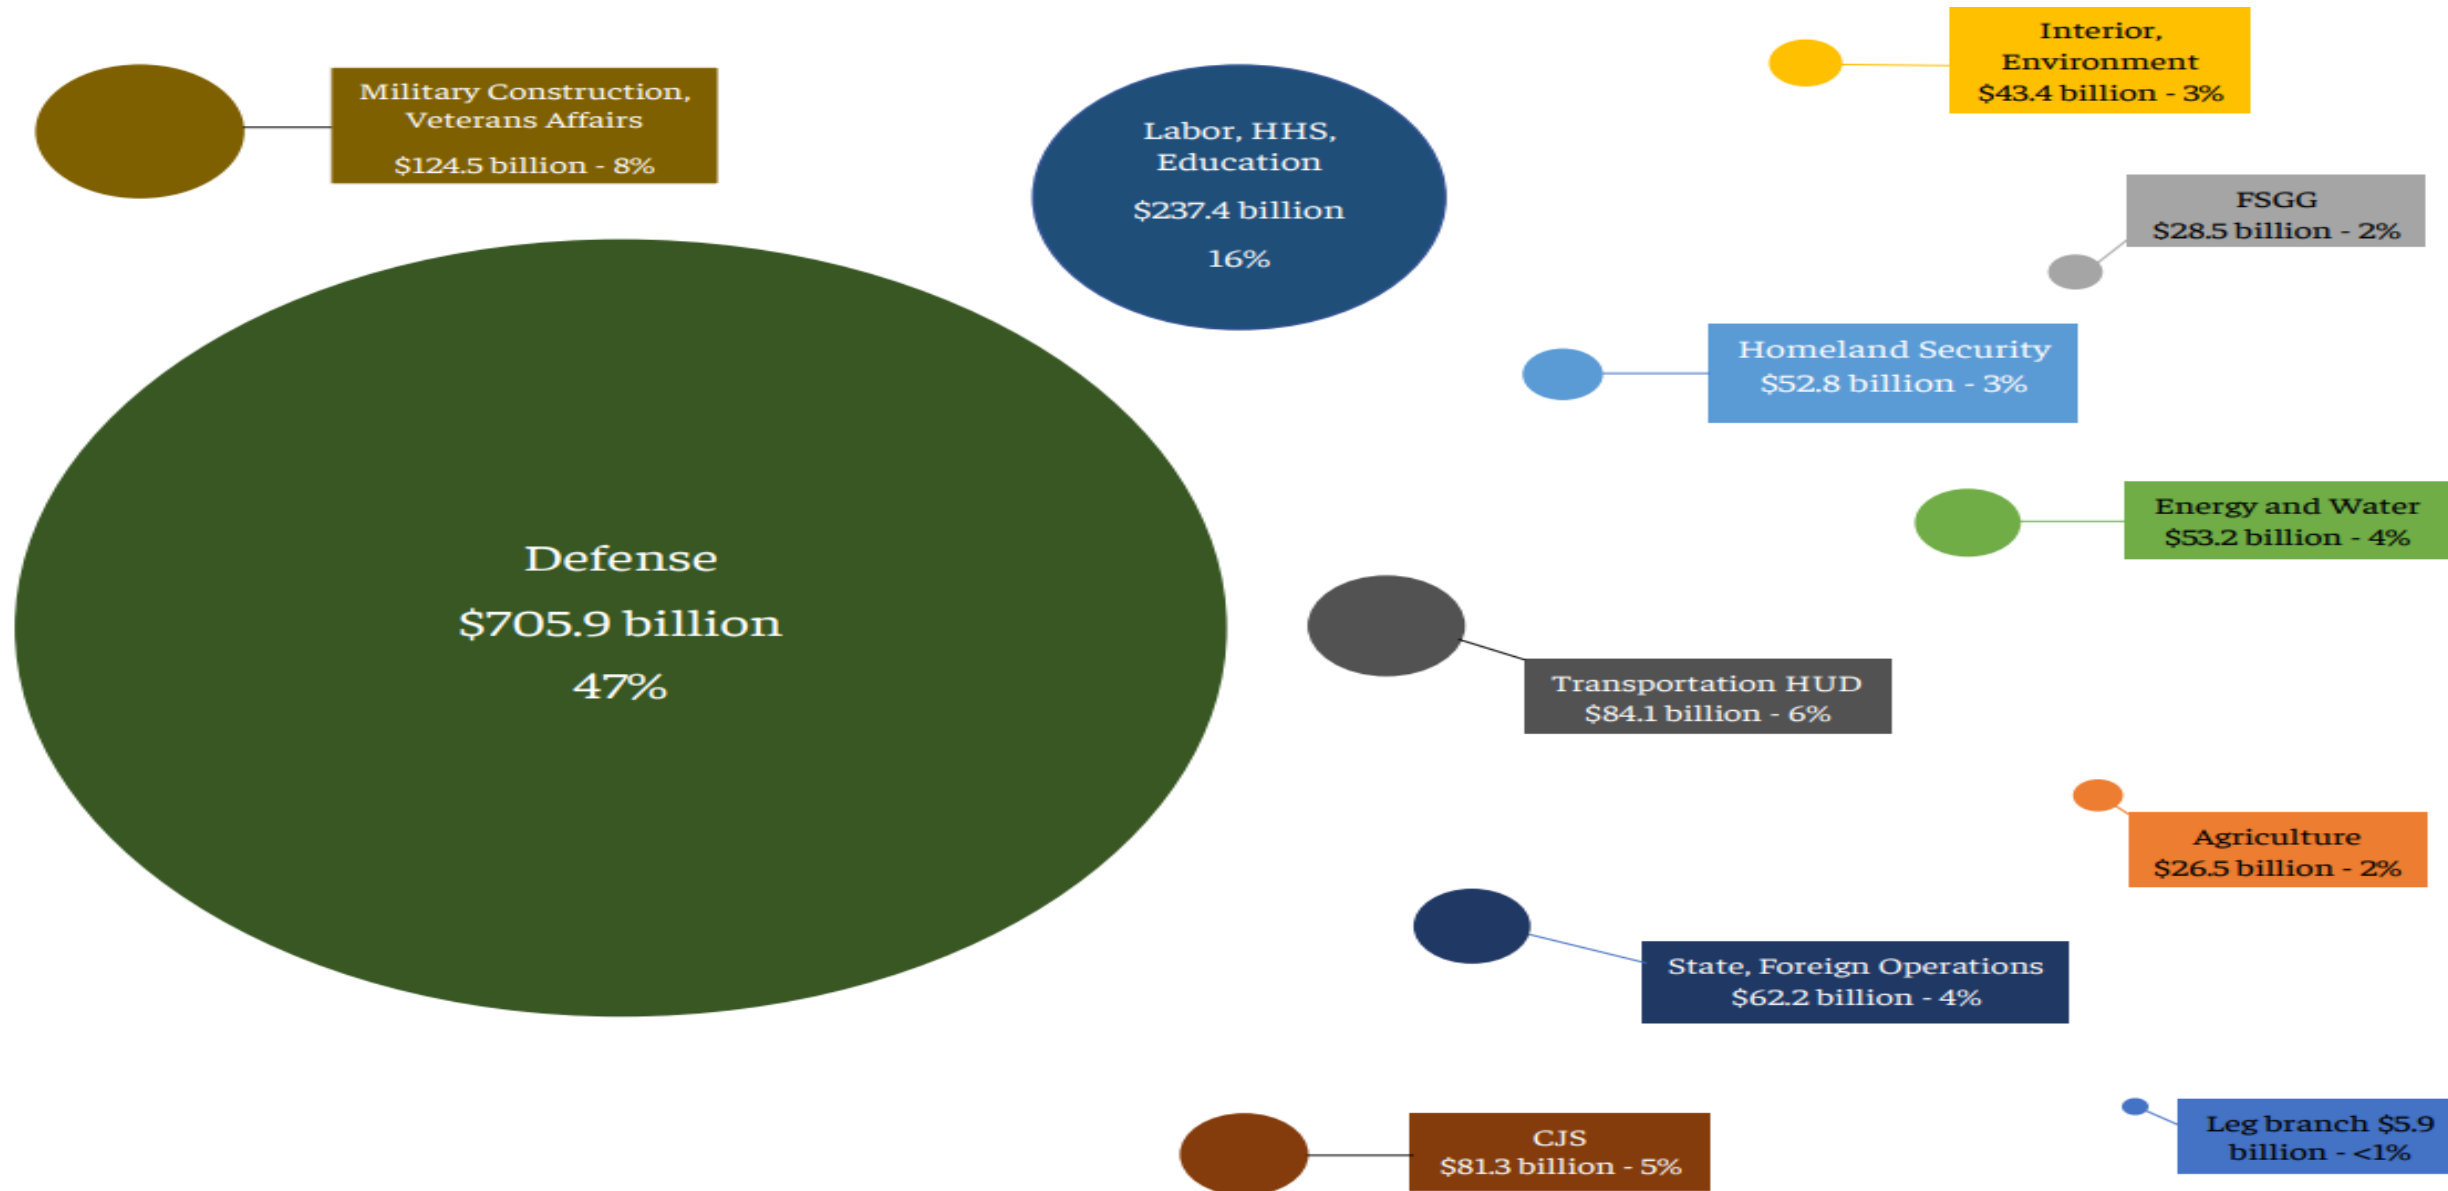 Military Construction,
Veterans Affairs
$124.5 billion - 8%
Labor, HHS,
Education
$237.4 billion
16%
Interior,
Environment
$43.4 billion - 3%
FSGG
$28.5 billion - 2%
Homeland Security
$52.8 billion - 3%
Energy and Water
$53.2 billion - 4%
Defense
$705.9 billion
47%
Transportation HUD
$84.1 billion - 6%
Agriculture
$26.5 billion - 2%
State, Foreign Operations
$62.2 billion - 4%
CJS
$81.3 billion - 5%
Leg branch $5.9
billion - <1%